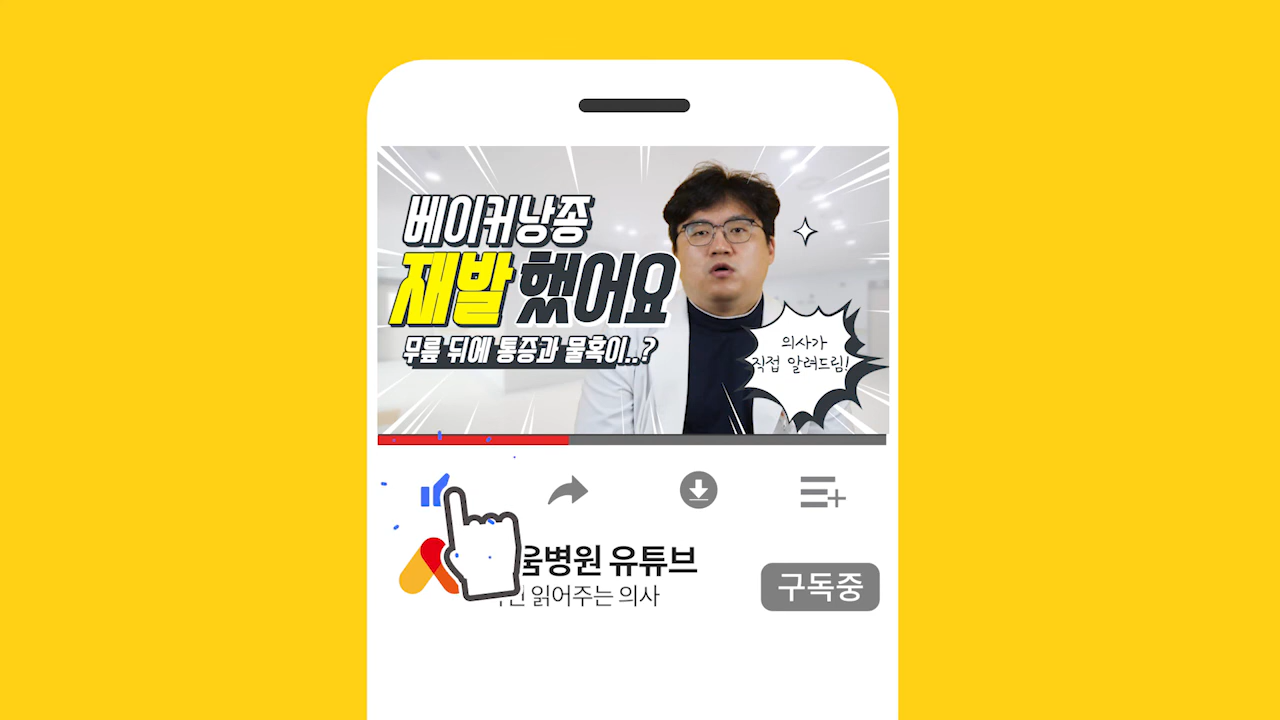 베이커낭종
재발했어요
무릎 뒤에 통증과 물혹이..?
의사가
직접 알려드림!
움병원 유튜브
읽어주는 의사
구독중